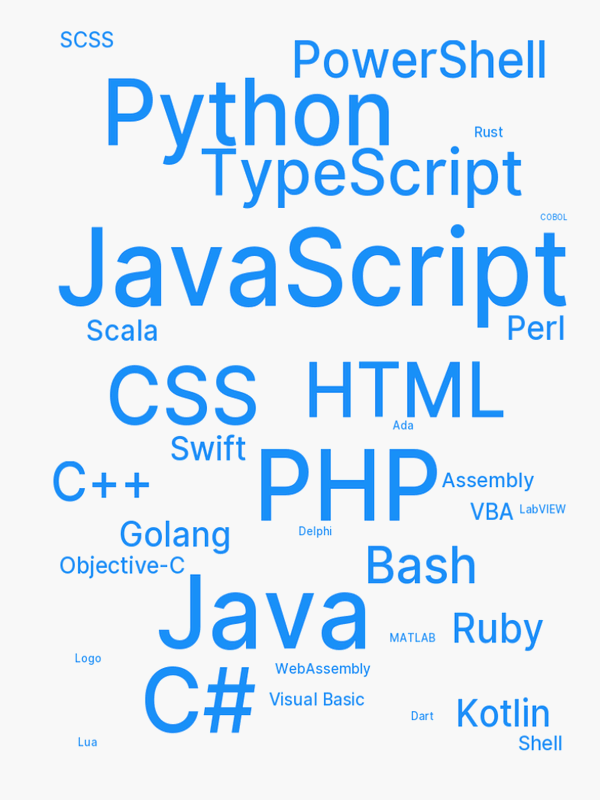 SCSS
PowerShell
Python
Rust
TypeScript
COBOL
JavaScript
Scala
Perl
CSS
HTML
Ada
Swift
C++
PHP
Assembly
VBA
LabVIEW
Golang
Delphi
Objective-C
Bash
Java
MATLAB
Ruby
Logo
WebAssembly
C#
Visual Basic
Dart
Kotlin
Lua
Shell